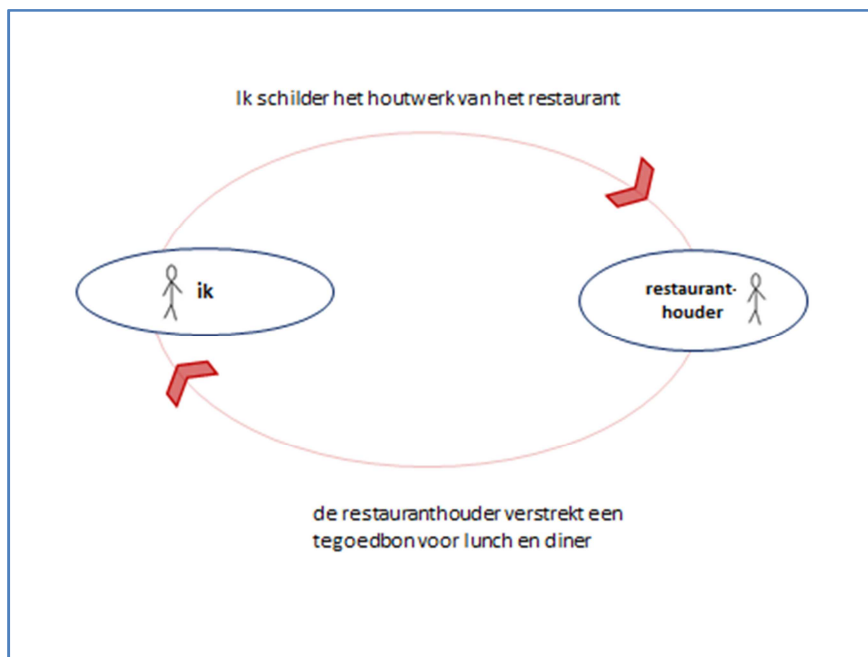 Ik schilder het houtwerk van het restaurant
ik
restaurant-
houder
de restauranthouder verstrekt een
tegoedbon voor lunch en diner